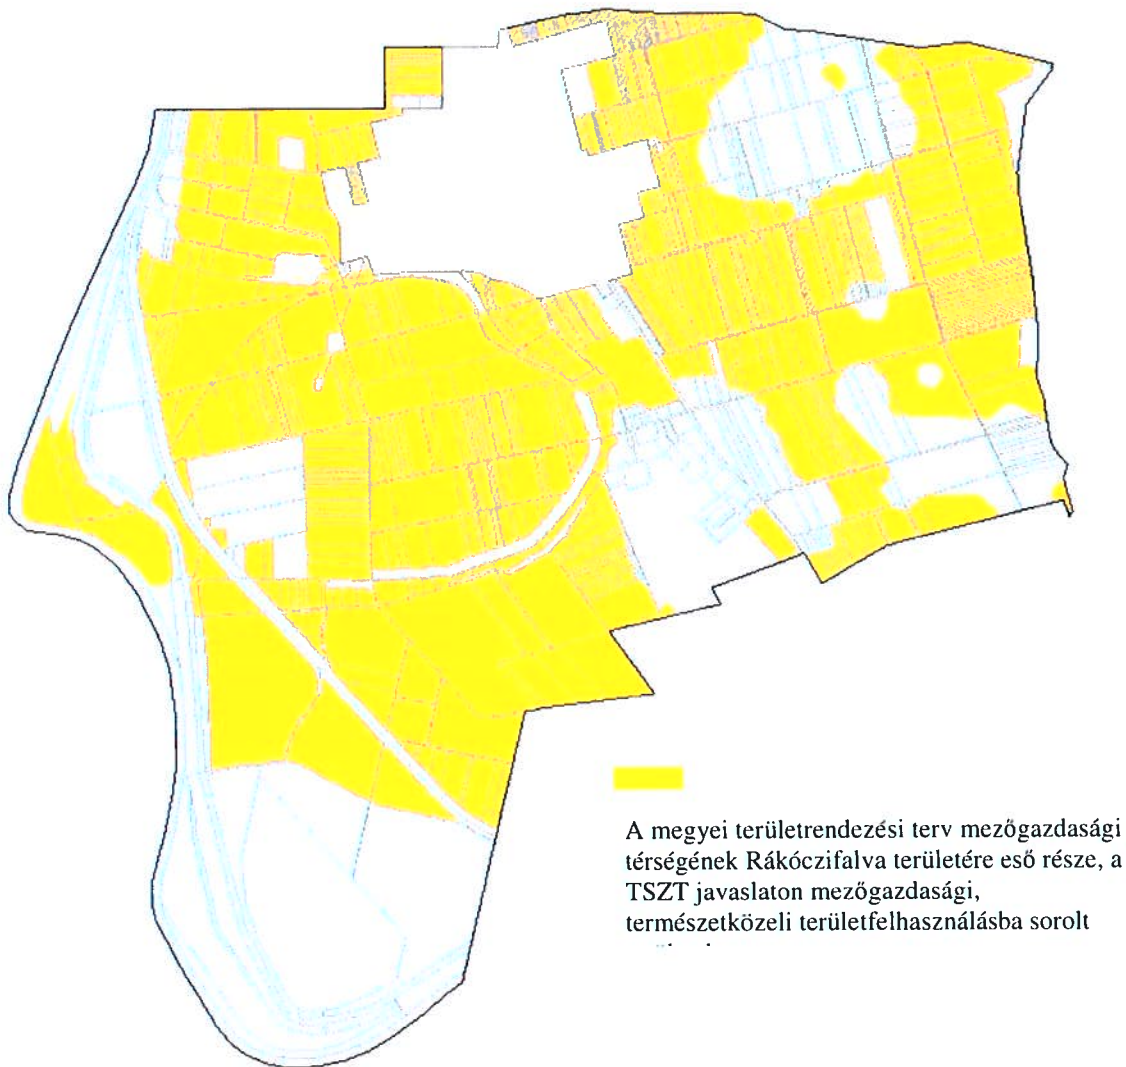 A megyei területrendezési terv mezőgazdasági
térségének Rákóczifalva területére eső része, a
TSZT javaslaton mezőgazdasági,
természetközeli területfelhasználásba sorolt